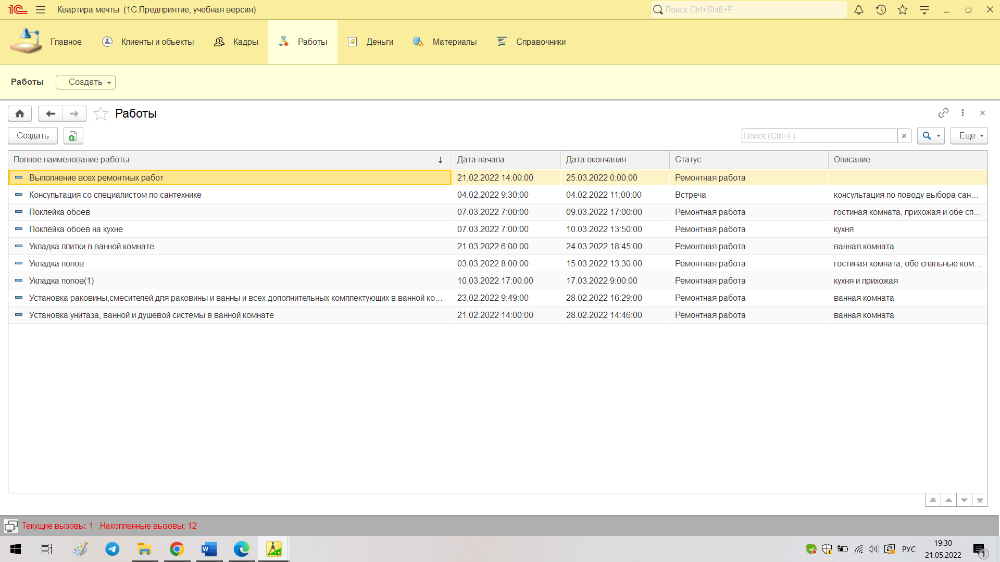 1С Квартира мечты (1С:Предприятие, учебная версия) Поиск Ctrl+Shift+F
Главное Клиенты и объекты Кадры Работы Деньги Материалы Справочники
Работы Создать
Работы
Создать Поиск (Ctrl+F) × Еще
Полное наименование работы ↓ Дата начала Дата окончания Статус Описание
Выполнение всех ремонтных работ 21.02.2022 14:00:00 25.03.2022 0:00:00 Ремонтная работа
Консультация со специалистом по сантехнике 04.02.2022 9:30:00 04.02.2022 11:00:00 Встреча консультация по поводу выбора сан...
Поклейка обоев 07.03.2022 7:00:00 09.03.2022 17:00:00 Ремонтная работа гостиная комната, прихожая и обе сп...
Поклейка обоев на кухне 07.03.2022 7:00:00 10.03.2022 13:50:00 Ремонтная работа кухня
Укладка плитки в ванной комнате 21.03.2022 6:00:00 24.03.2022 18:45:00 Ремонтная работа ванная комната
Укладка полов 03.03.2022 8:00:00 15.03.2022 13:30:00 Ремонтная работа гостиная комната, обе спальные ком...
Укладка полов(1) 10.03.2022 17:00:00 17.03.2022 9:00:00 Ремонтная работа кухня и прихожая
Установка раковины,смесителей для раковины и ванны и всех дополнительных комплектующих в ванной ко... 23.02.2022 9:49:00 28.02.2022 16:29:00 Ремонтная работа ванная комната
Установка унитаза, ванной и душевой системы в ванной комнате 21.02.2022 14:00:00 28.02.2022 14:46:00 Ремонтная работа ванная комната
Текущие вызовы: 1 Накопленные вызовы: 12
РУС 19:30
21.05.2022 1